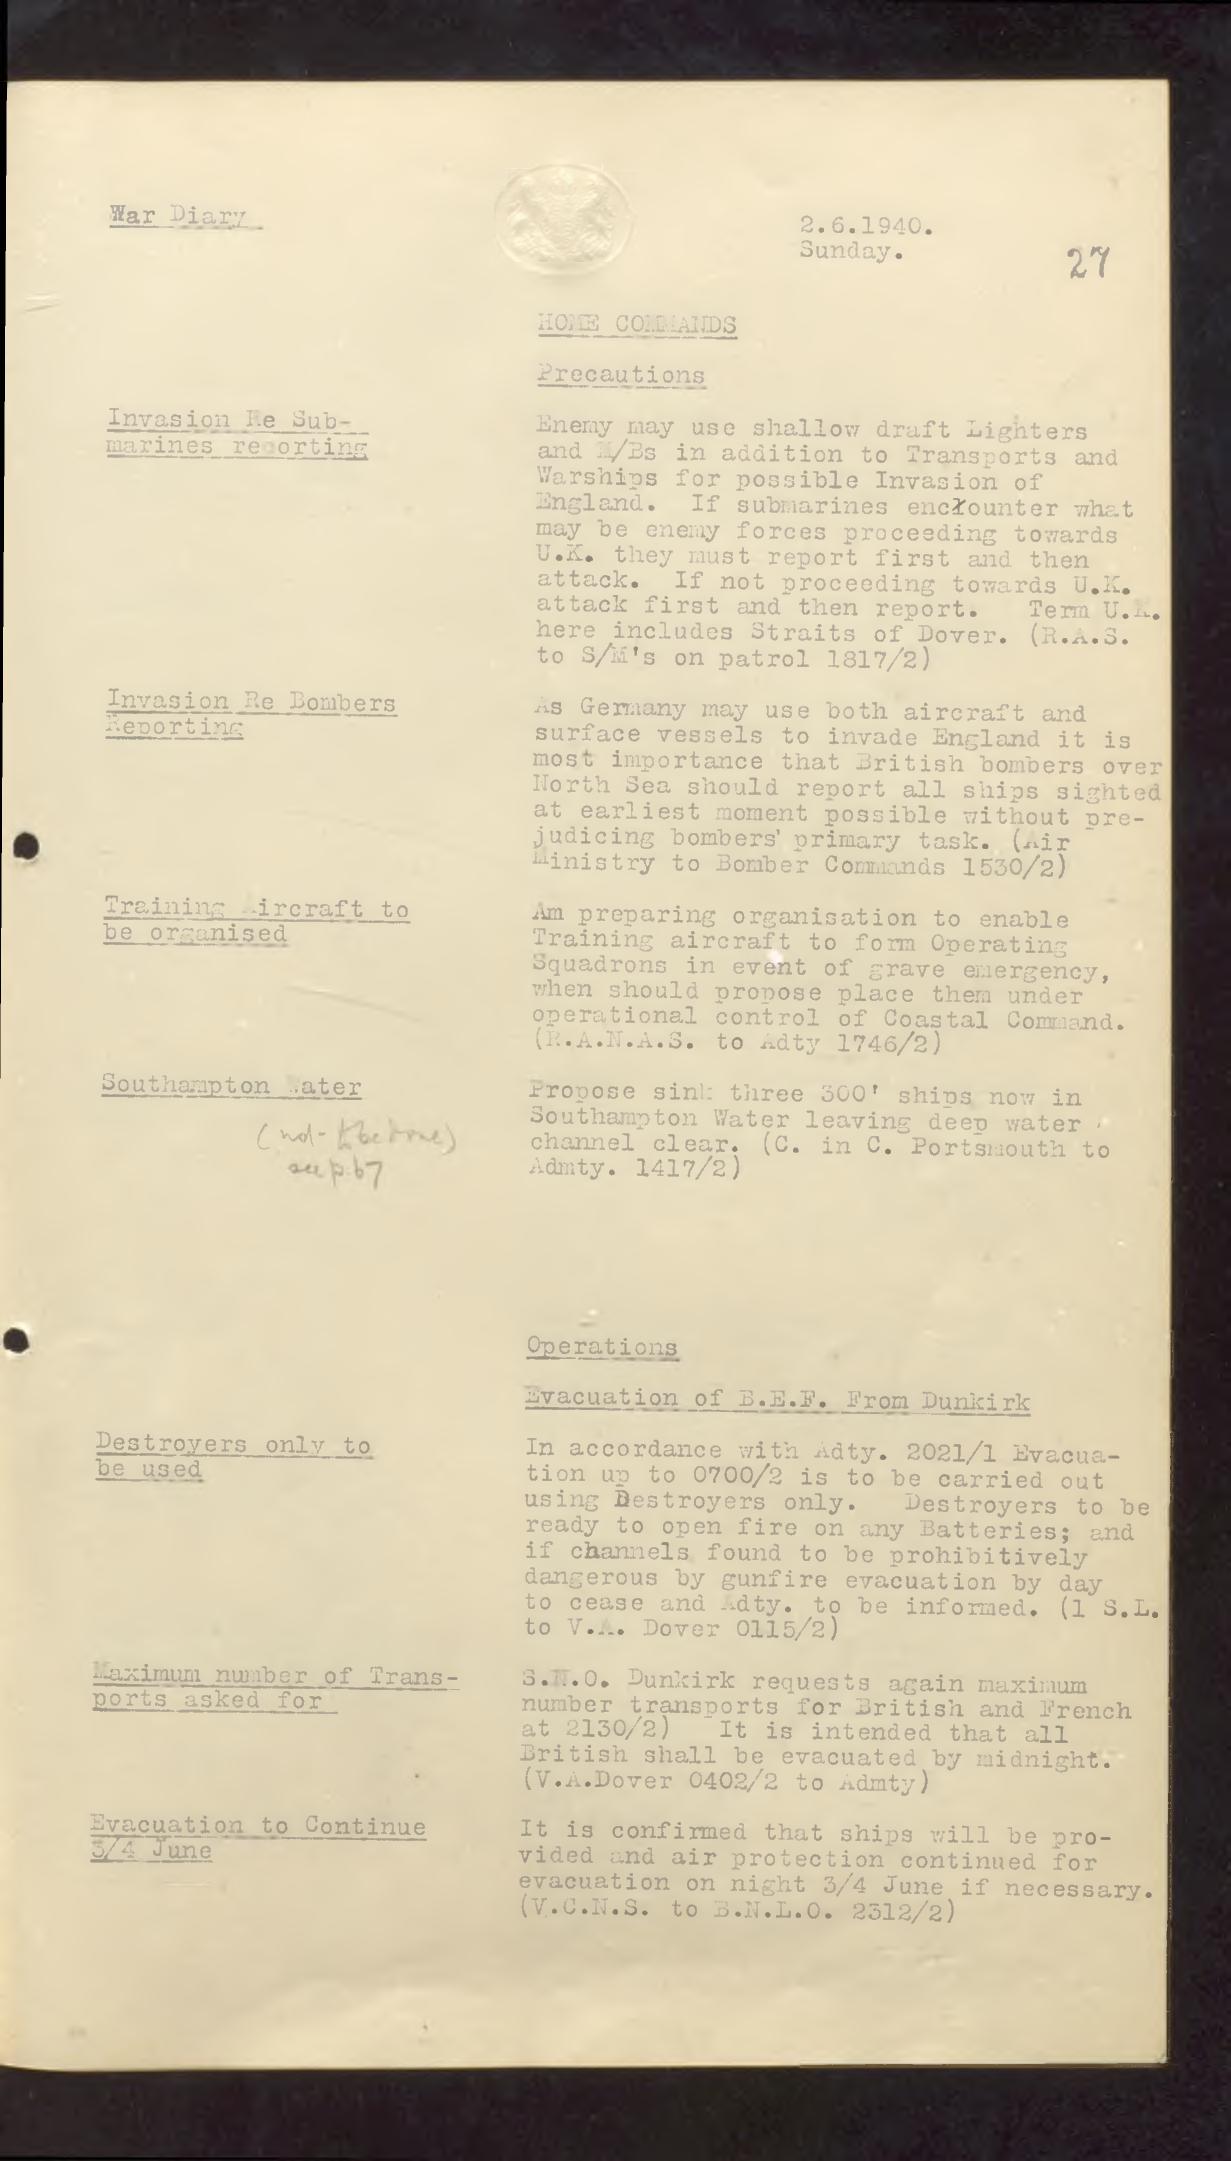 War Diary
2.6.1940.
Sunday.
27
HOME COMMANDS
Precautions
Invasion Re Sub-
marines reporting
Enemy may use shallow draft Lighters
and M/Bs in addition to Transports and
Warships for possible Invasion of
England. If submarines encounter what
may be enemy forces proceeding towards
U.K. they must report first and then
attack. If not proceeding towards U.K.
attack first and then report. Term U.K.
here includes Straits of Dover. (R.A.S.
to S/M's on patrol 1817/2)
Invasion Re Bombers
Reporting
As Germany may use both aircraft and
surface vessels to invade England it is
most importance that British bombers over
North Sea should report all ships sighted
at earliest moment possible without pre-
judicing bombers' primary task. (Air
Ministry to Bomber Commands 1530/2)
Training Aircraft to
be organised
Am preparing organisation to enable
Training aircraft to form Operating
Squadrons in event of grave emergency,
when should propose place them under
operational control of Coastal Command.
(R.A.N.A.S. to Adty 1746/2)
Southampton Water
(not to be done)
see p. 67
Propose sink three 300' ships now in
Southampton Water leaving deep water
channel clear. (C. in C. Portsmouth to
Admty. 1417/2)
Operations
Evacuation of B.E.F. From Dunkirk
Destroyers only to
be used
In accordance with Adty. 2021/1 Evacua-
tion up to 0700/2 is to be carried out
using Destroyers only. Destroyers to be
ready to open fire on any Batteries; and
if channels found to be prohibitively
dangerous by gunfire evacuation by day
to cease and Adty. to be informed. (1 S.L.
to V.A. Dover 0115/2)
Maximum number of Trans-
ports asked for
S.N.O. Dunkirk requests again maximum
number transports for British and French
at 2130/2) It is intended that all
British shall be evacuated by midnight.
(V.A.Dover 0402/2 to Admty)
Evacuation to Continue
3/4 June
It is confirmed that ships will be pro-
vided and air protection continued for
evacuation on night 3/4 June if necessary.
(V.C.N.S. to B.N.L.O. 2312/2)